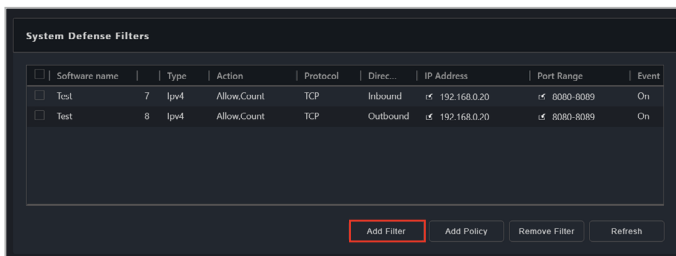 System Defense Filters
Software name | | Type | Action | Protocol | Direc... | IP Address | Port Range | Event
Test 7 Ipv4 Allow,Count TCP Inbound 192.168.0.20 8080-8089 On
Test 8 Ipv4 Allow,Count TCP Outbound 192.168.0.20 8080-8089 On
Add Filter Add Policy Remove Filter Refresh